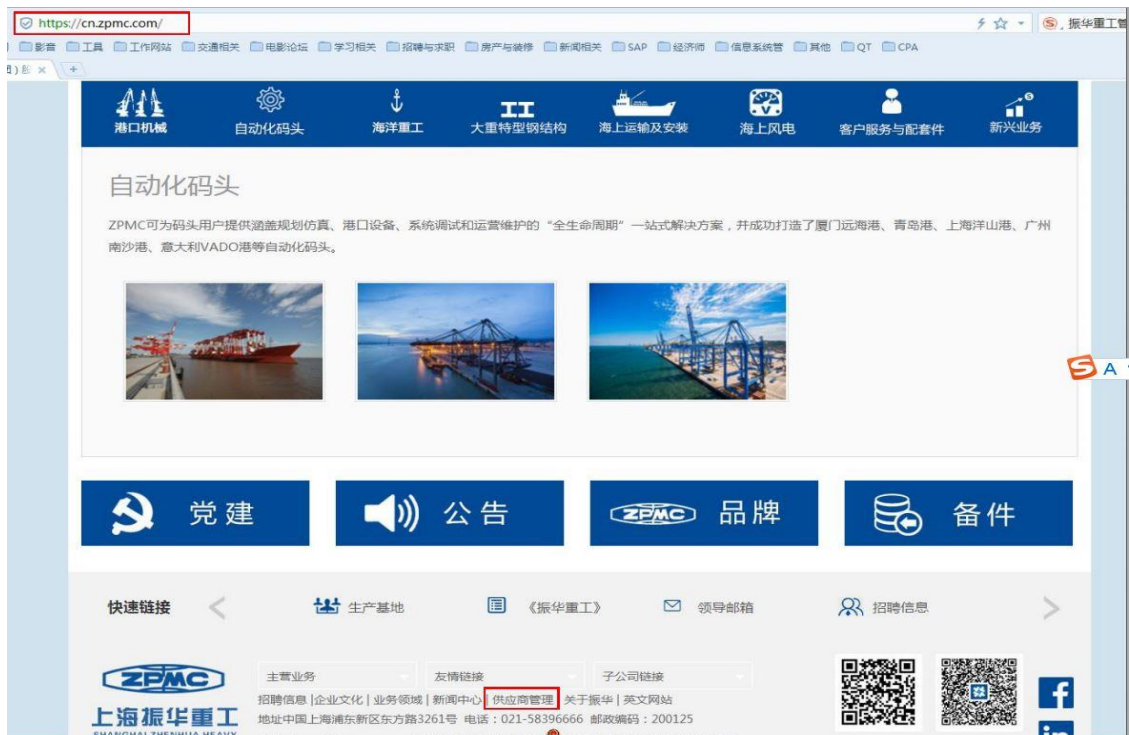 https://cn.zpmc.com/
振华重工管
影音 工具 工作网站 交通相关 电影论坛 学习相关 招聘与求职 房产与装修 新闻相关 SAP 经济师 信息系统管 其他 QT CPA
港口机械 自动化码头 海洋重工 大重特型钢结构 海上运输及安装 海上风电 客户服务与配套件 新兴业务
自动化码头
ZPMC可为码头用户提供涵盖规划仿真、港口设备、系统调试和运营维护的“全生命周期”一站式解决方案，并成功打造了厦门远海港、青岛港、上海洋山港、广州
南沙港、意大利VADO港等自动化码头。
S A
党建 公告 ZPMC 品牌 备件
快速链接 生产基地 《振华重工》 领导邮箱 招聘信息
ZPMC
主营业务 友情链接 子公司链接
招聘信息|企业文化|业务领域|新闻中心|供应商管理|关于振华|英文网站
上海振华重工
地址中国上海浦东新区东方路3261号 电话：021-58396666 邮政编码：200125
SHANGHAI ZHENHUA HEAVY
f
in